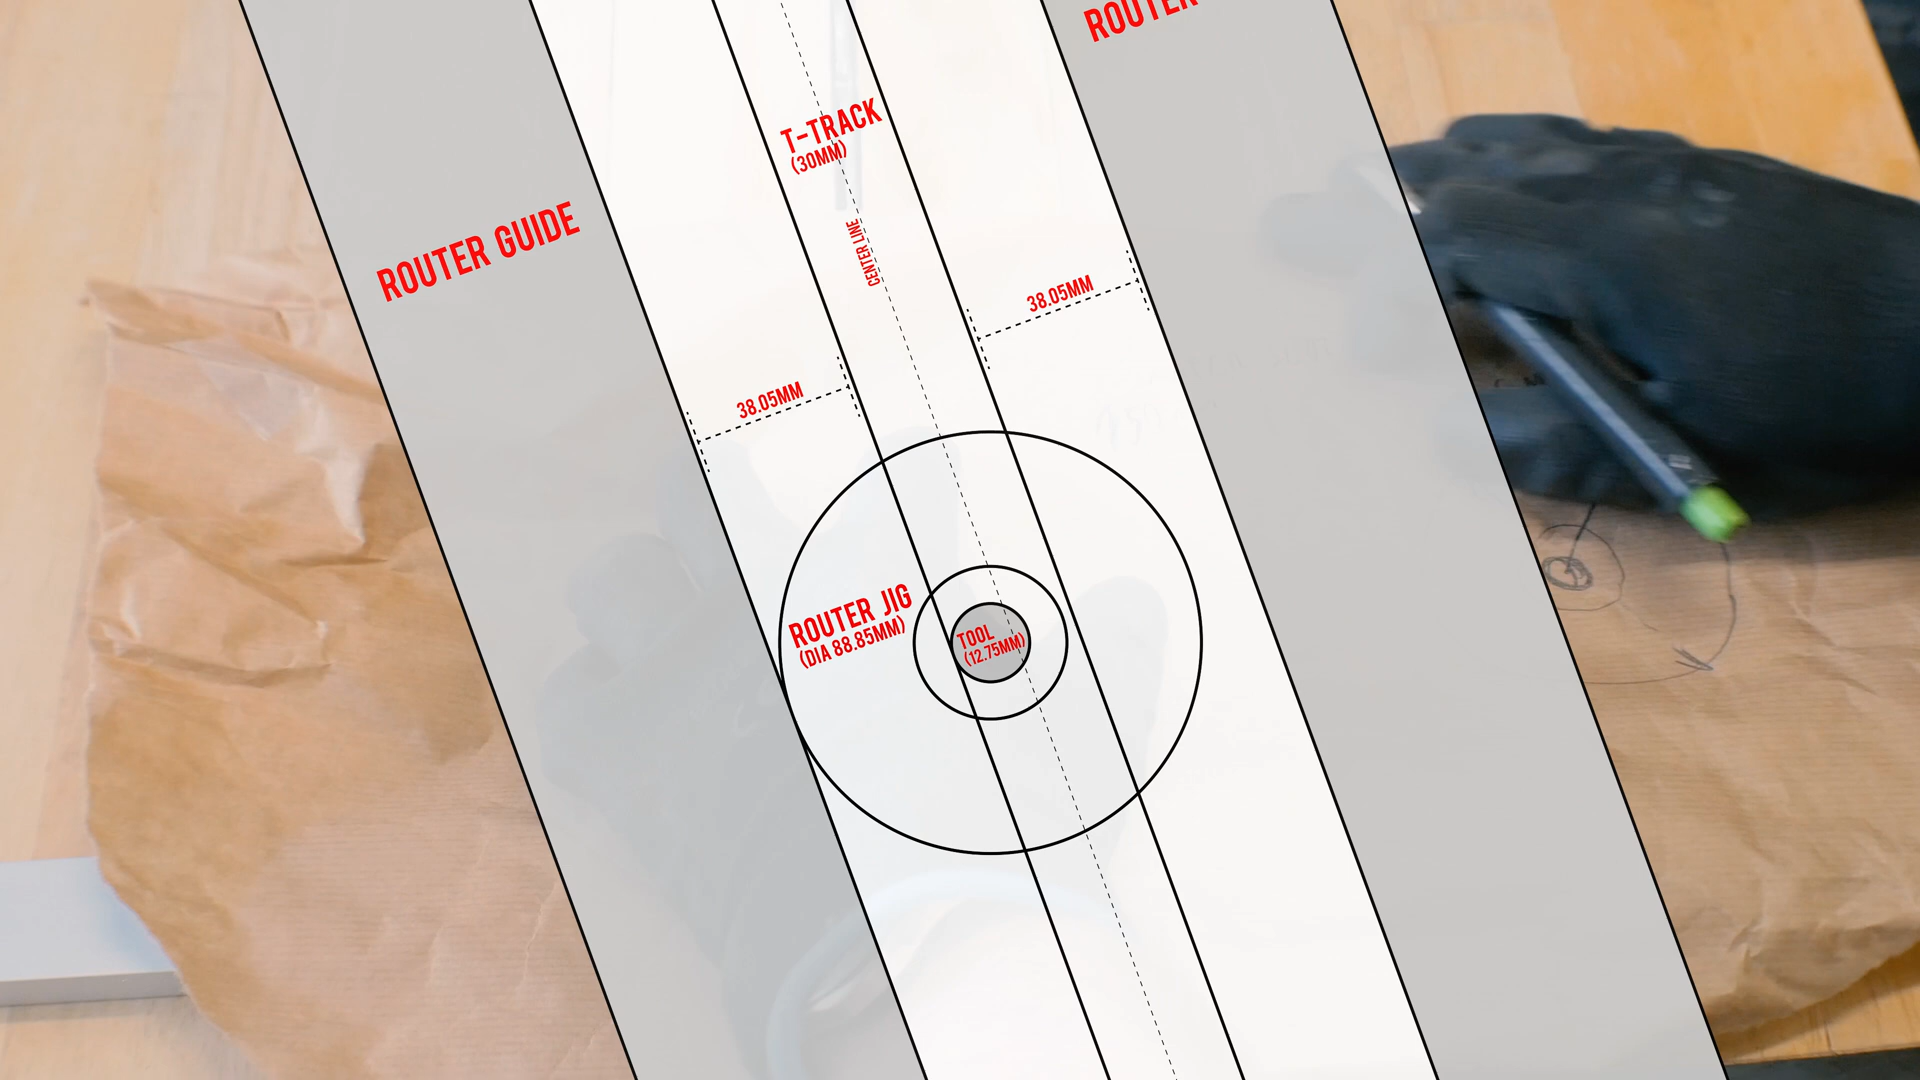 ROUTER
T-TRACK
(30MM)
ROUTER GUIDE
CENTER LINE
38.05MM
38.05MM
ROUTER JIG
(DIA 88.85MM)
TOOL
(12.75MM)